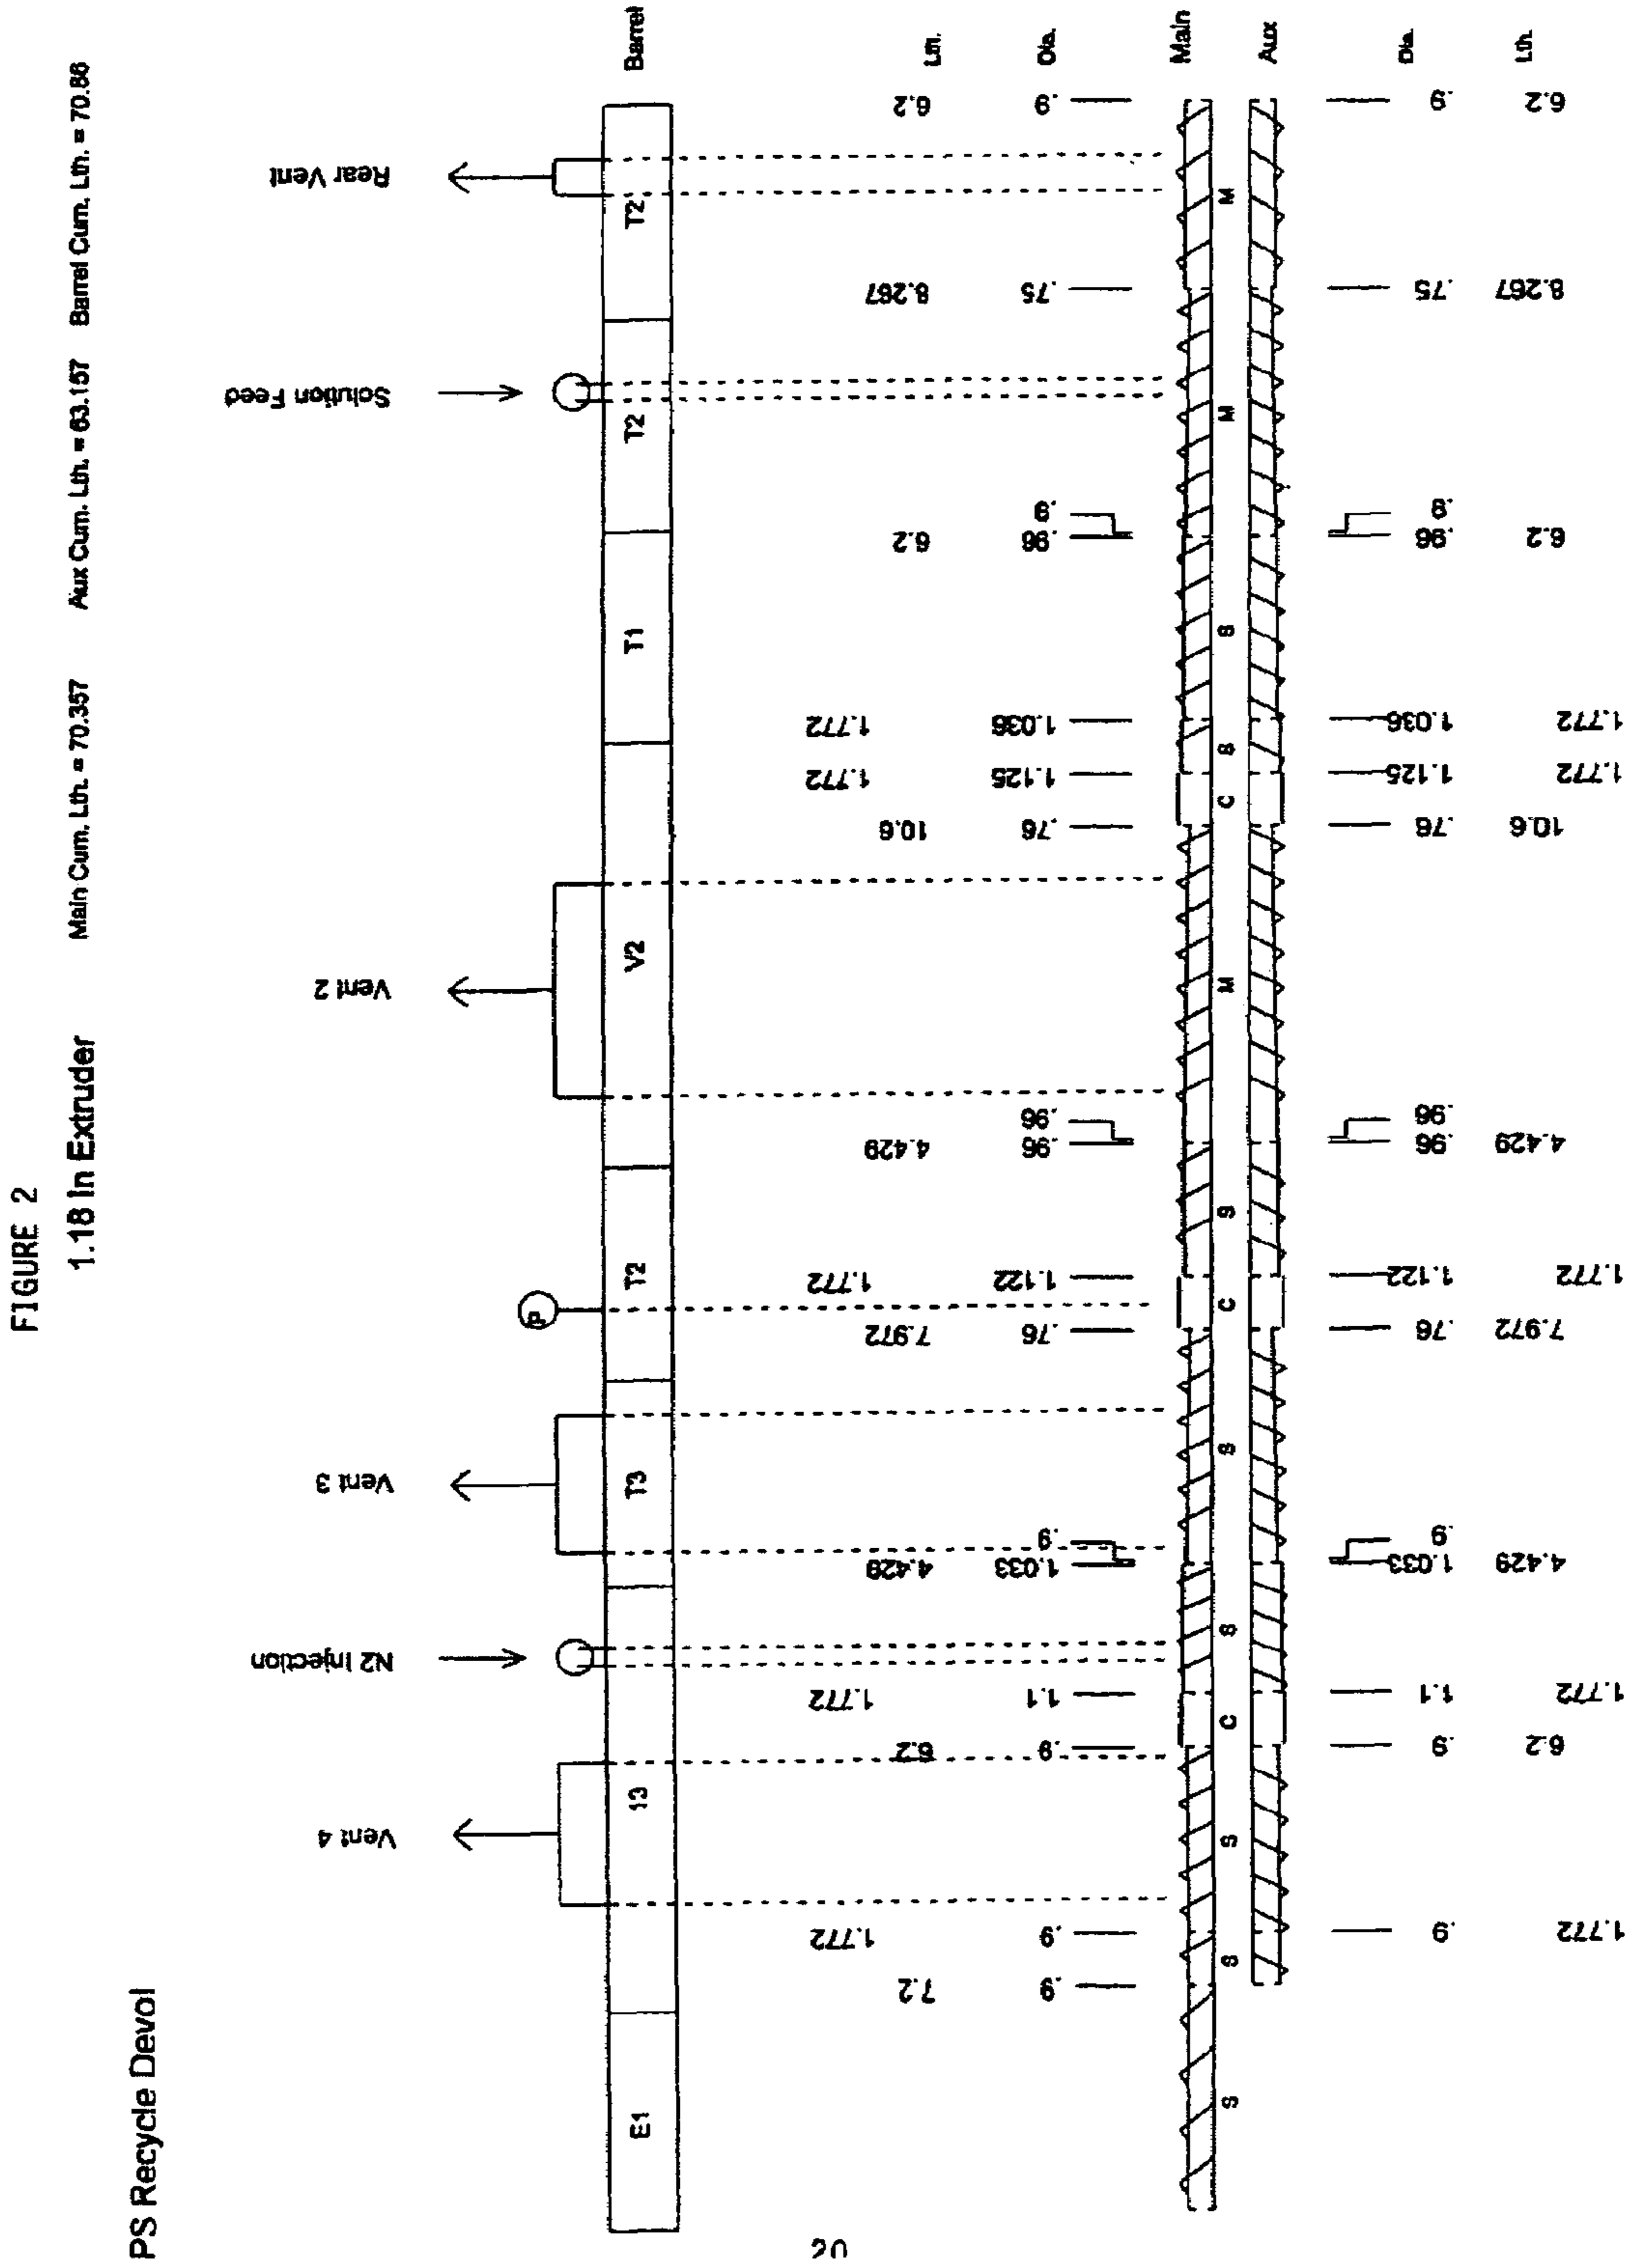 FIGURE 2
1.18 In Extruder Main Cum. Lth. = 70.357 Aux Cum. Lth. = 63.157 Barrel Cum. Lth. = 70.86
PS Recycle Devol
Vent 4 N2 Injection Vent 3 Vent 2 Solution Feed Rear Vent
P
E1 13 T3 T2 V2 T1 T2 T2 Barrel
1.772 1.772 1.772 1.772 1.772
7.2 6.2 4.429 7.972 4.429 10.6 6.2 8.267 6.2 Lth.
.9 .9 .9 1.1 1.033 .9 .76 1.122 .96 .96 .76 1.125 1.036 .96 .9 .75 .9 Dia.
Main
S S S C S S C S M C S S M M
Aux
.9 .9 1.1 1.033 .9 .76 1.122 .96 .96 .76 1.125 1.036 .96 .9 .75 .9 Dia.
6.2 4.429 7.972 4.429 10.6 6.2 8.267 6.2 Lth.
1.772 1.772 1.772 1.772 1.772